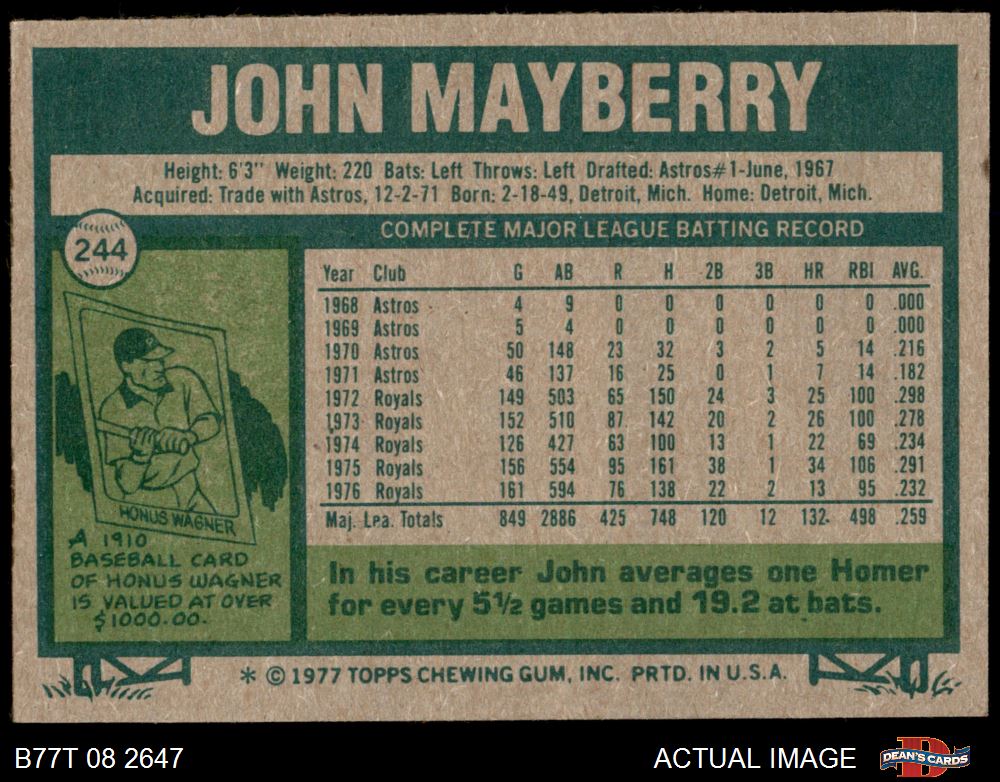 JOHN MAYBERRY
Height: 6'3" Weight: 220 Bats: Left Throws: Left Drafted: Astros#1-June, 1967
Acquired: Trade with Astros, 12-2-71 Born: 2-18-49, Detroit, Mich. Home: Detroit, Mich.
244
COMPLETE MAJOR LEAGUE BATTING RECORD
Year Club G AB R H 2B 3B HR RBI AVG.
1968 Astros 4 9 0 0 0 0 0 0 .000
1969 Astros 5 4 0 0 0 0 0 0 .000
1970 Astros 50 148 23 32 3 2 5 14 .216
1971 Astros 46 137 16 25 0 1 7 14 .182
1972 Royals 149 503 65 150 24 3 25 100 .298
1973 Royals 152 510 87 142 20 2 26 100 .278
1974 Royals 126 427 63 100 13 1 22 69 .234
1975 Royals 156 554 95 161 38 1 34 106 .291
1976 Royals 161 594 76 138 22 2 13 95 .232
Maj. Lea. Totals 849 2886 425 748 120 12 132 498 .259
HONUS WAGNER
A 1910
BASEBALL CARD
OF HONUS WAGNER
IS VALUED AT OVER
$1000.00.
In his career John averages one Homer
for every 5½ games and 19.2 at bats.
* © 1977 TOPPS CHEWING GUM, INC. PRTD. IN U.S.A.
B77T 08 2647
ACTUAL IMAGE
DEAN'S CARDS